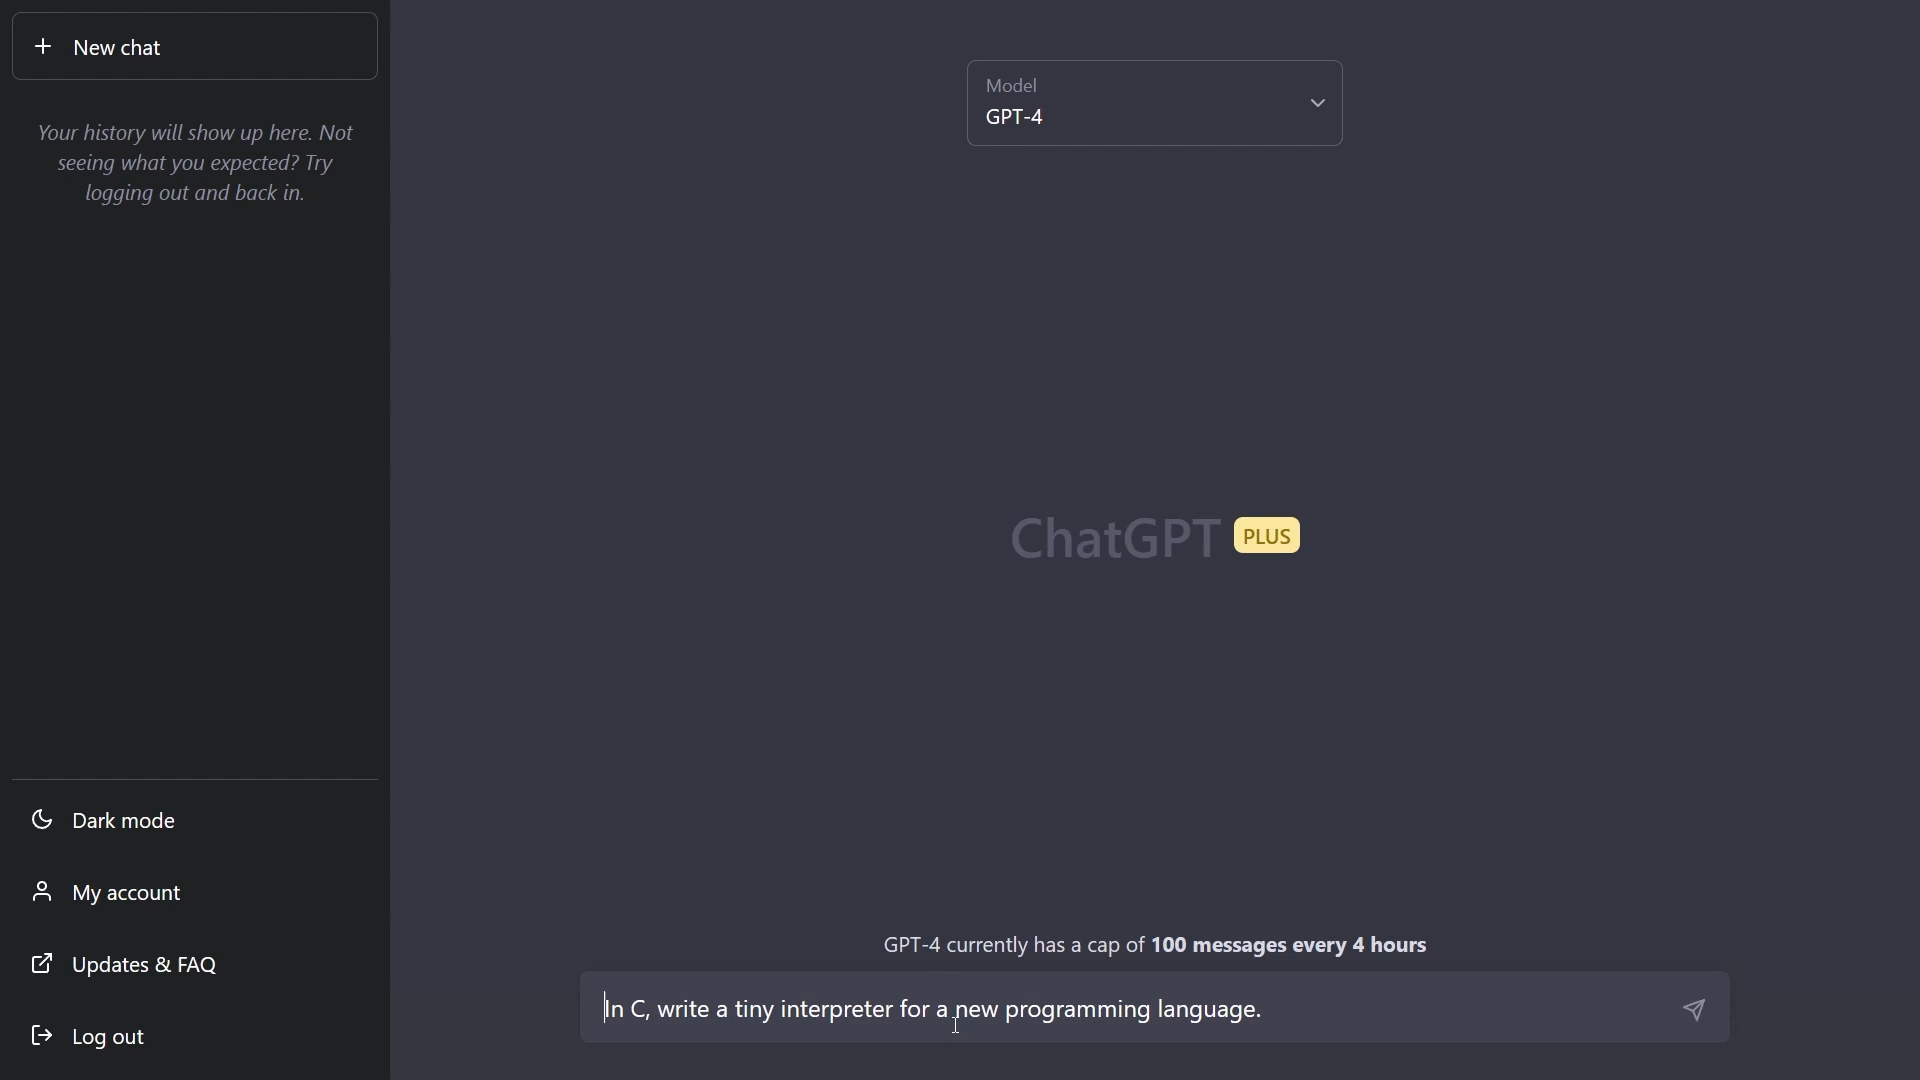 New chat
Your history will show up here. Not
seeing what you expected? Try
logging out and back in.
Dark mode
My account
Updates & FAQ
Log out
Model
GPT-4
ChatGPT PLUS
GPT-4 currently has a cap of 100 messages every 4 hours
In C, write a tiny interpreter for a new programming language.